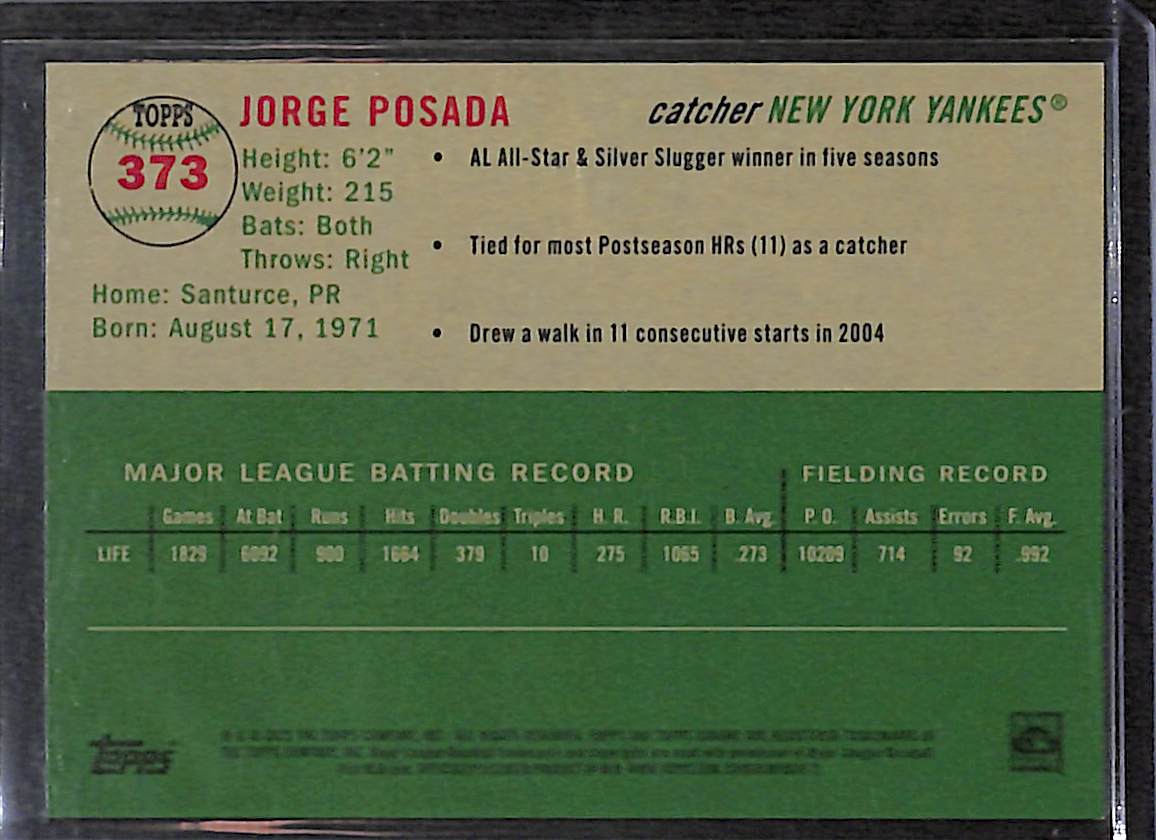 TOPPS
373
JORGE POSADA
catcher NEW YORK YANKEES®
Height: 6'2"
Weight: 215
Bats: Both
Throws: Right
Home: Santurce, PR
Born: August 17, 1971
• AL All-Star & Silver Slugger winner in five seasons
• Tied for most Postseason HRs (11) as a catcher
• Drew a walk in 11 consecutive starts in 2004
MAJOR LEAGUE BATTING RECORD FIELDING RECORD
Games At Bat Runs Hits Doubles Triples H. R. R.B.I. B. Avg. P. O. Assists Errors F. Avg.
LIFE 1829 6092 900 1664 379 10 275 1065 .273 10209 714 92 .992
Topps